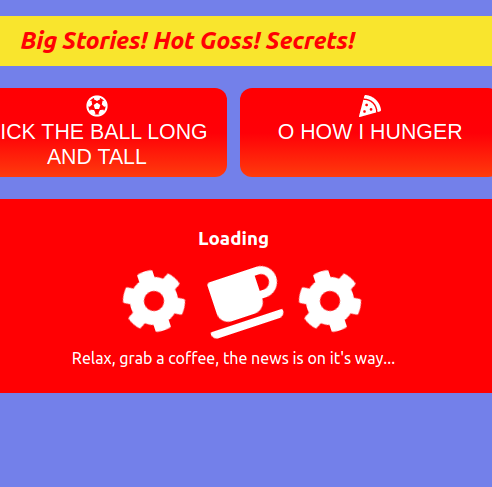 Big Stories! Hot Goss! Secrets!
ICK THE BALL LONG
AND TALL
O HOW I HUNGER
Loading
Relax, grab a coffee, the news is on it's way...